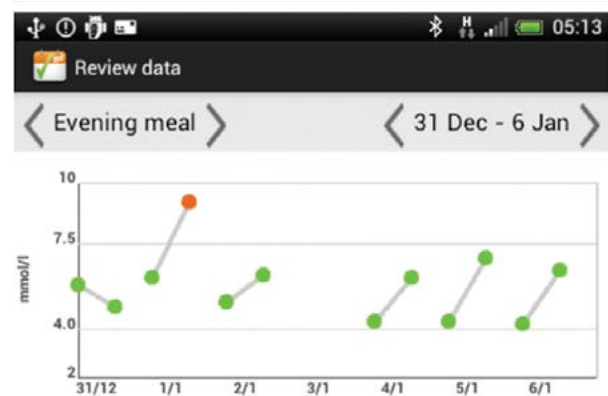 H 05:13
Review data
Evening meal 31 Dec - 6 Jan
10
7.5
mmol/l
4.0
2
31/12 1/1 2/1 3/1 4/1 5/1 6/1